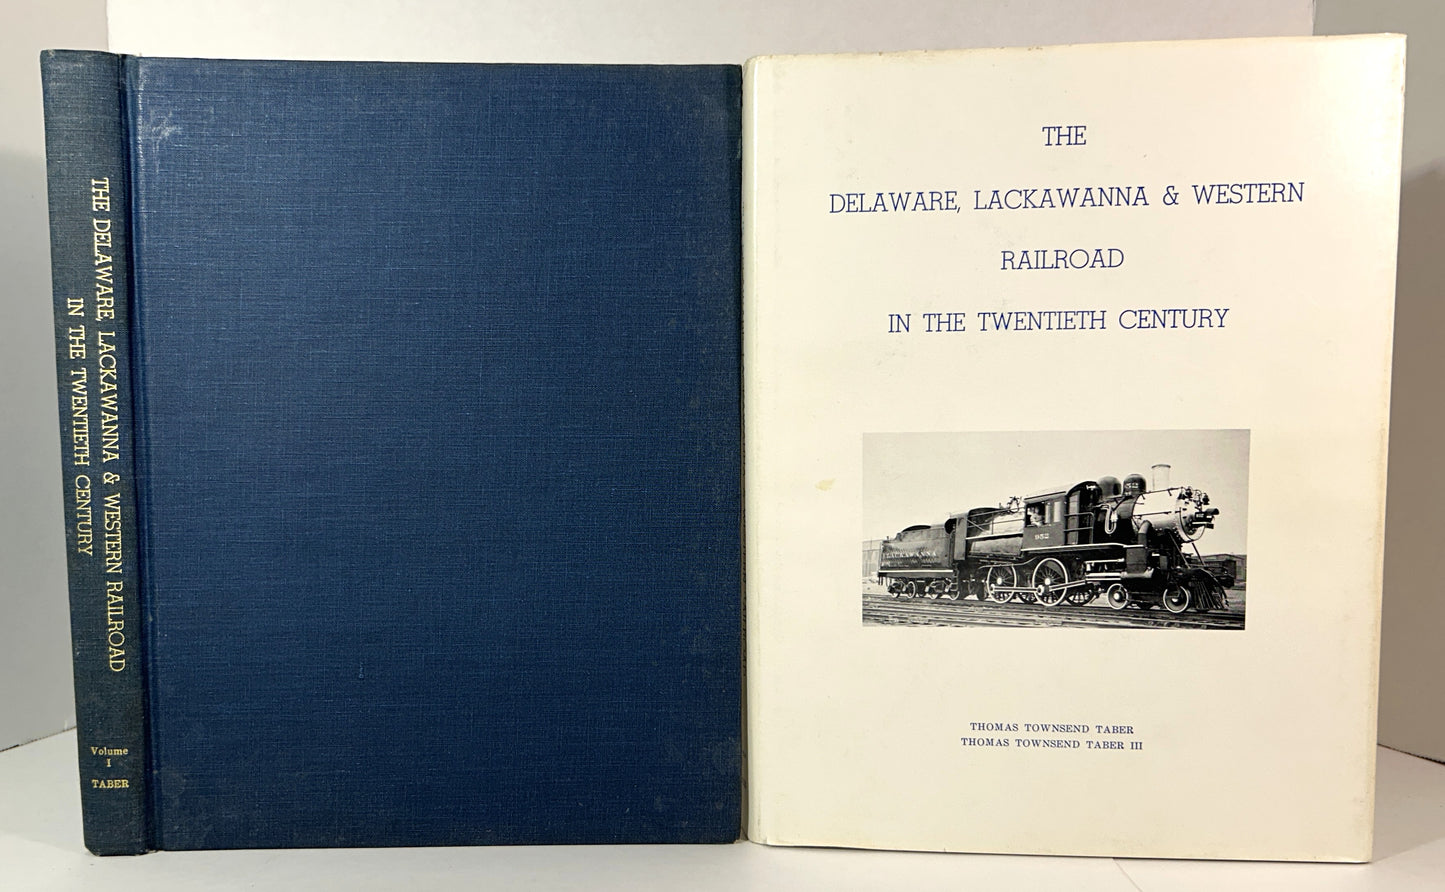 THE DELAWARE, LACKAWANNA & WESTERN RAILROAD
IN THE TWENTIETH CENTURY
Volume
I
TABER
THE
DELAWARE, LACKAWANNA & WESTERN
RAILROAD
IN THE TWENTIETH CENTURY
952
952
LACKAWANNA
THOMAS TOWNSEND TABER
THOMAS TOWNSEND TABER III